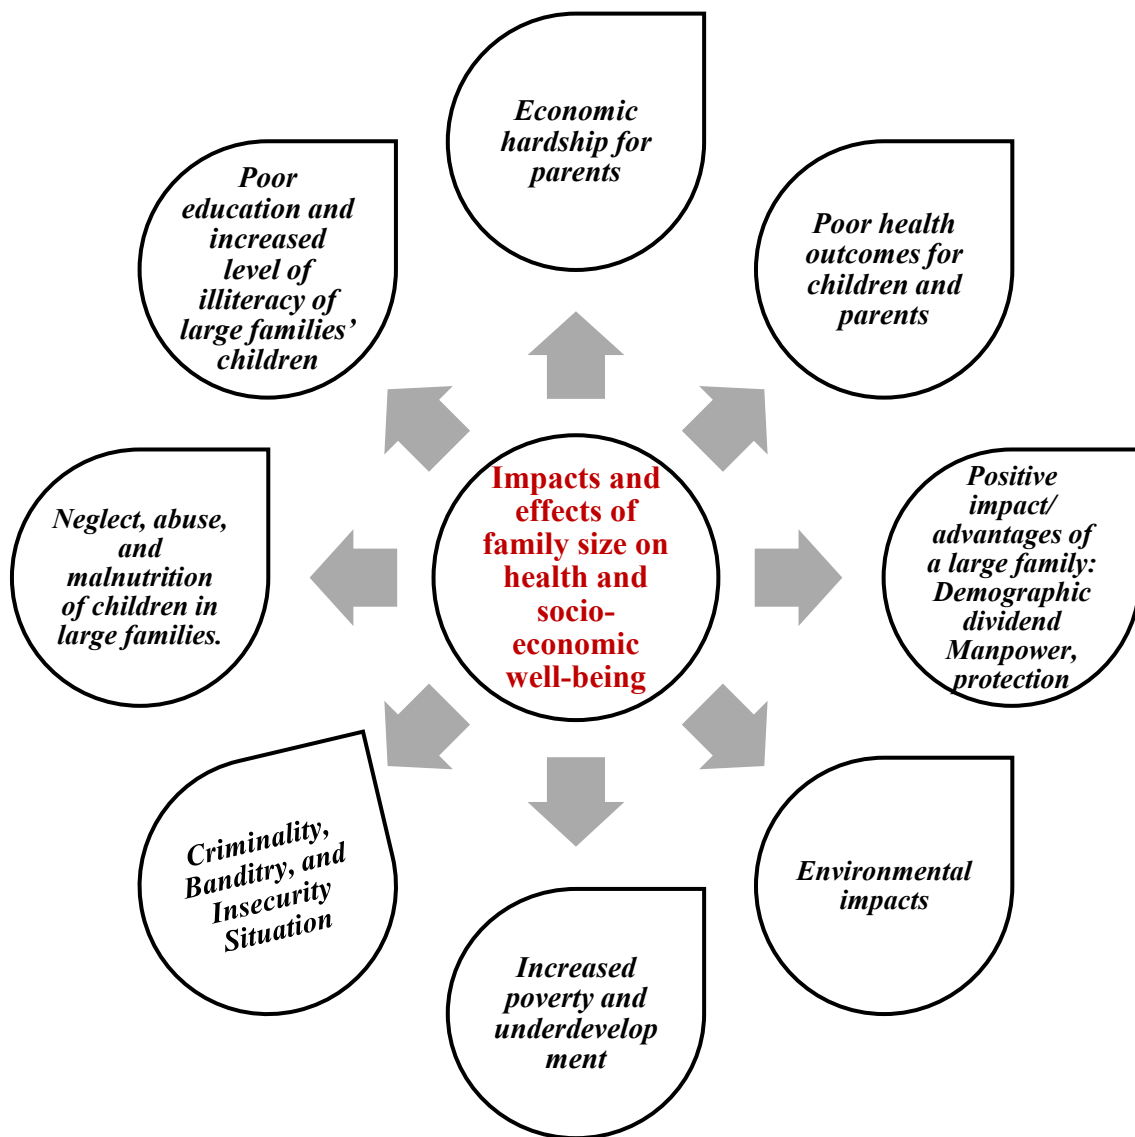 Economic
hardship for
parents
Poor health
outcomes for
children and
parents
Positive
impact/
advantages of
a large family:
Demographic
dividend
Manpower,
protection
Environmental
impacts
Increased
poverty and
underdevelop
ment
Criminality,
Banditry, and
Insecurity
Situation
Neglect, abuse,
and
malnutrition
of children in
large families.
Poor
education and
increased
level of
illiteracy of
large families’
children
Impacts and
effects of
family size on
health and
socio-
economic
well-being